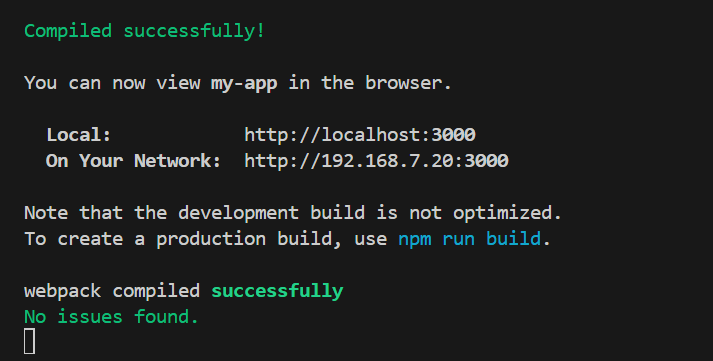 Compiled successfully!
You can now view my-app in the browser.
Local: http://localhost:3000
On Your Network: http://192.168.7.20:3000
Note that the development build is not optimized.
To create a production build, use npm run build.
webpack compiled successfully
No issues found.